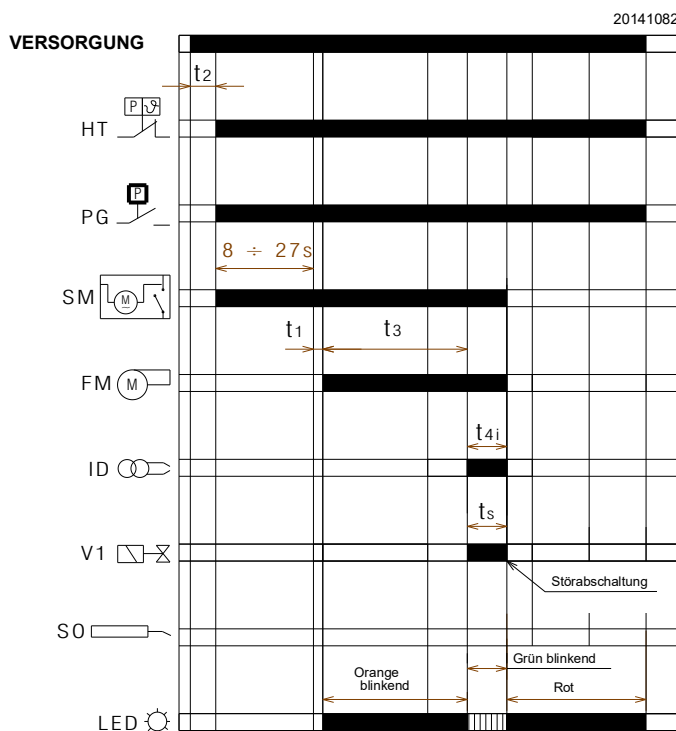 20141082
VERSORGUNG
t2
P ϑ
HT
P
PG
8 ÷ 27s
SM M
t1 t3
FM M
t4i
ID
ts
V1
Störabschaltung
SO
Grün blinkend
Orange
blinkend
Rot
LED